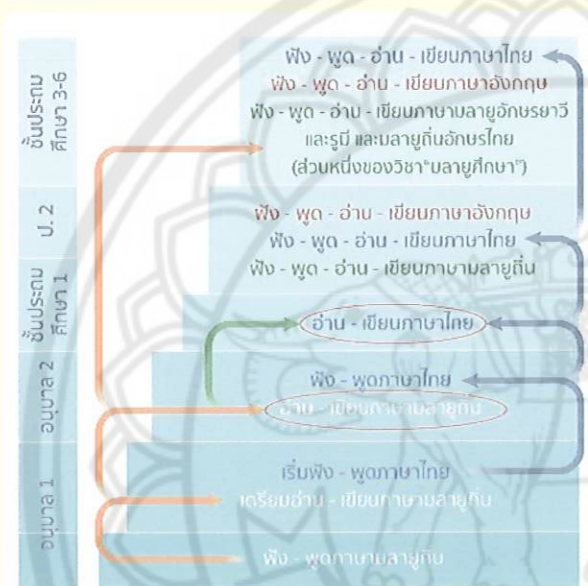 ชั้นประถม
ศึกษา 3-6
ฟัง - พูด - อ่าน - เขียนภาษาไทย
ฟัง - พูด - อ่าน - เขียนภาษาอังกฤษ
ฟัง - พูด - อ่าน - เขียนภาษามลายูอักษรยาวี
และรูมี และมลายูถิ่นอักษรไทย
(ส่วนหนึ่งของวิชา"มลายูศึกษา")
ป. 2
ฟัง - พูด - อ่าน - เขียนภาษาอังกฤษ
ฟัง - พูด - อ่าน - เขียนภาษาไทย
ฟัง - พูด - อ่าน - เขียนภาษามลายูถิ่น
ชั้นประถม
ศึกษา 1
อ่าน - เขียนภาษาไทย
อนุบาล 2
ฟัง - พูดภาษาไทย
อ่าน - เขียนภาษามลายูถิ่น
อนุบาล 1
เริ่มฟัง - พูดภาษาไทย
เตรียมอ่าน - เขียนภาษามลายูถิ่น
ฟัง - พูดภาษามลายูถิ่น